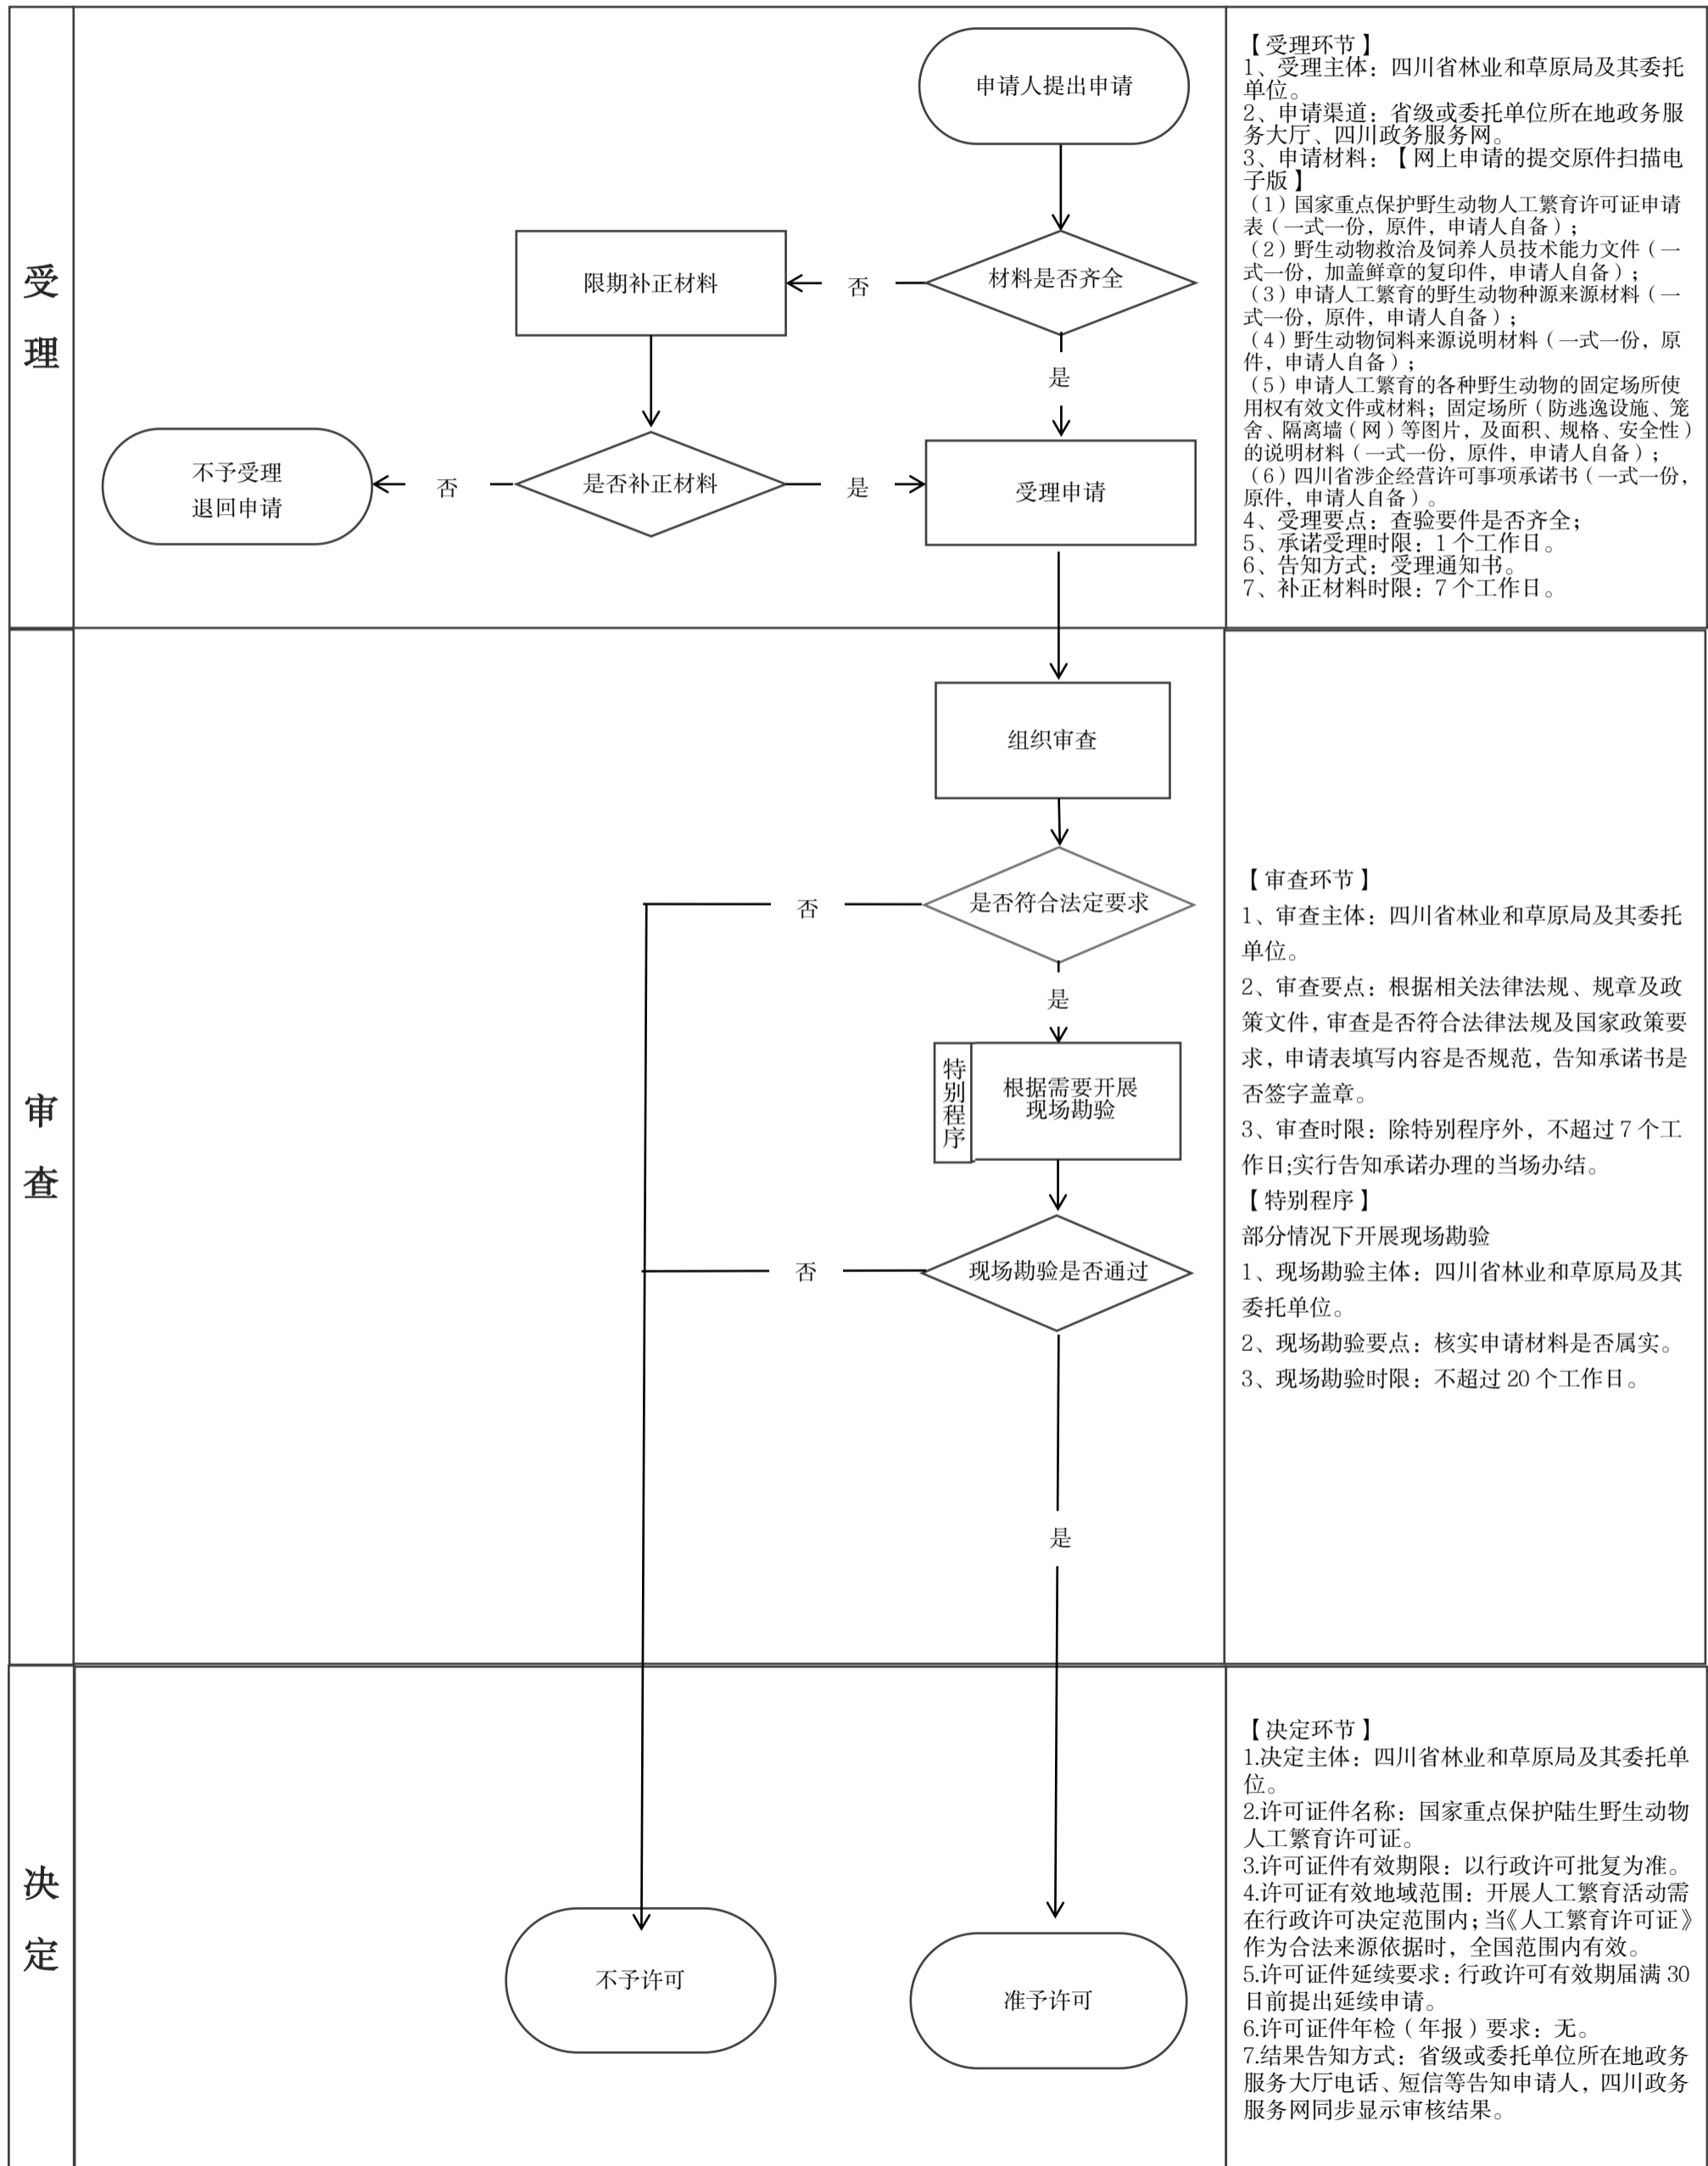 受
理
申请人提出申请
材料是否齐全
否
限期补正材料
是
是否补正材料
否
不予受理
退回申请
是
受理申请
【受理环节】
1、受理主体：四川省林业和草原局及其委托
单位。
2、申请渠道：省级或委托单位所在地政务服
务大厅、四川政务服务网。
3、申请材料：【网上申请的提交原件扫描电
子版】
（1）国家重点保护野生动物人工繁育许可证申请
表（一式一份，原件，申请人自备）；
（2）野生动物救治及饲养人员技术能力文件（一
式一份，加盖鲜章的复印件，申请人自备）；
（3）申请人工繁育的野生动物种源来源材料（一
式一份，原件，申请人自备）；
（4）野生动物饲料来源说明材料（一式一份，原
件，申请人自备）；
（5）申请人工繁育的各种野生动物的固定场所使
用权有效文件或材料；固定场所（防逃逸设施、笼
舍、隔离墙（网）等图片，及面积、规格、安全性）
的说明材料（一式一份，原件，申请人自备）；
（6）四川省涉企经营许可事项承诺书（一式一份，
原件，申请人自备）。
4、受理要点：查验要件是否齐全；
5、承诺受理时限：1 个工作日。
6、告知方式：受理通知书。
7、补正材料时限：7 个工作日。
审
查
组织审查
是否符合法定要求
否
是
特别程序
根据需要开展
现场勘验
现场勘验是否通过
否
是
【审查环节】
1、审查主体：四川省林业和草原局及其委托
单位。
2、审查要点：根据相关法律法规、规章及政
策文件，审查是否符合法律法规及国家政策要
求，申请表填写内容是否规范，告知承诺书是
否签字盖章。
3、审查时限：除特别程序外，不超过 7 个工
作日;实行告知承诺办理的当场办结。
【特别程序】
部分情况下开展现场勘验
1、现场勘验主体：四川省林业和草原局及其
委托单位。
2、现场勘验要点：核实申请材料是否属实。
3、现场勘验时限：不超过 20 个工作日。
决
定
不予许可
准予许可
【决定环节】
1.决定主体：四川省林业和草原局及其委托单
位。
2.许可证件名称：国家重点保护陆生野生动物
人工繁育许可证。
3.许可证件有效期限：以行政许可批复为准。
4.许可证有效地域范围：开展人工繁育活动需
在行政许可决定范围内；当《人工繁育许可证》
作为合法来源依据时，全国范围内有效。
5.许可证件延续要求：行政许可有效期届满 30
日前提出延续申请。
6.许可证件年检（年报）要求：无。
7.结果告知方式：省级或委托单位所在地政务
服务大厅电话、短信等告知申请人，四川政务
服务网同步显示审核结果。